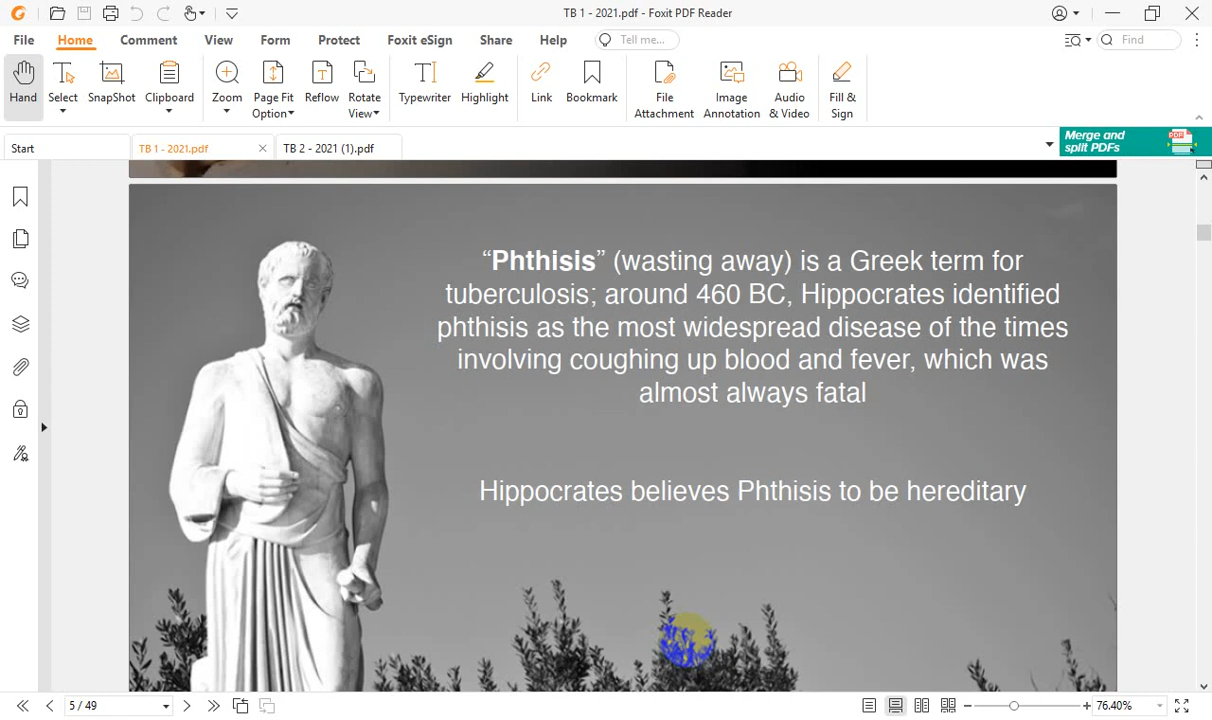 TB 1 - 2021.pdf - Foxit PDF Reader
File Home Comment View Form Protect Foxit eSign Share Help Tell me... Find
Hand Select SnapShot Clipboard Zoom Page Fit Option Reflow Rotate View Typewriter Highlight Link Bookmark File Attachment Image Annotation Audio & Video Fill & Sign
Start TB 1 - 2021.pdf TB 2 - 2021 (1).pdf
Merge and
split PDFs
PDF
“Phthisis” (wasting away) is a Greek term for
tuberculosis; around 460 BC, Hippocrates identified
phthisis as the most widespread disease of the times
involving coughing up blood and fever, which was
almost always fatal
Hippocrates believes Phthisis to be hereditary
5 / 49 76.40%